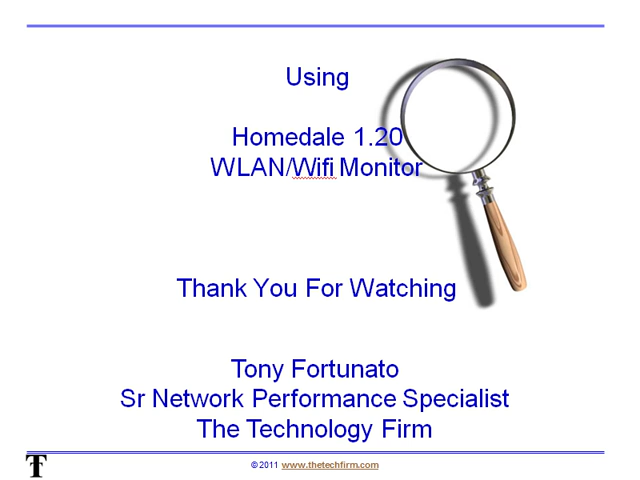 Using
Homedale 1.20
WLAN/Wifi Monitor
Thank You For Watching
Tony Fortunato
Sr Network Performance Specialist
The Technology Firm
© 2011 www.thetechfirm.com